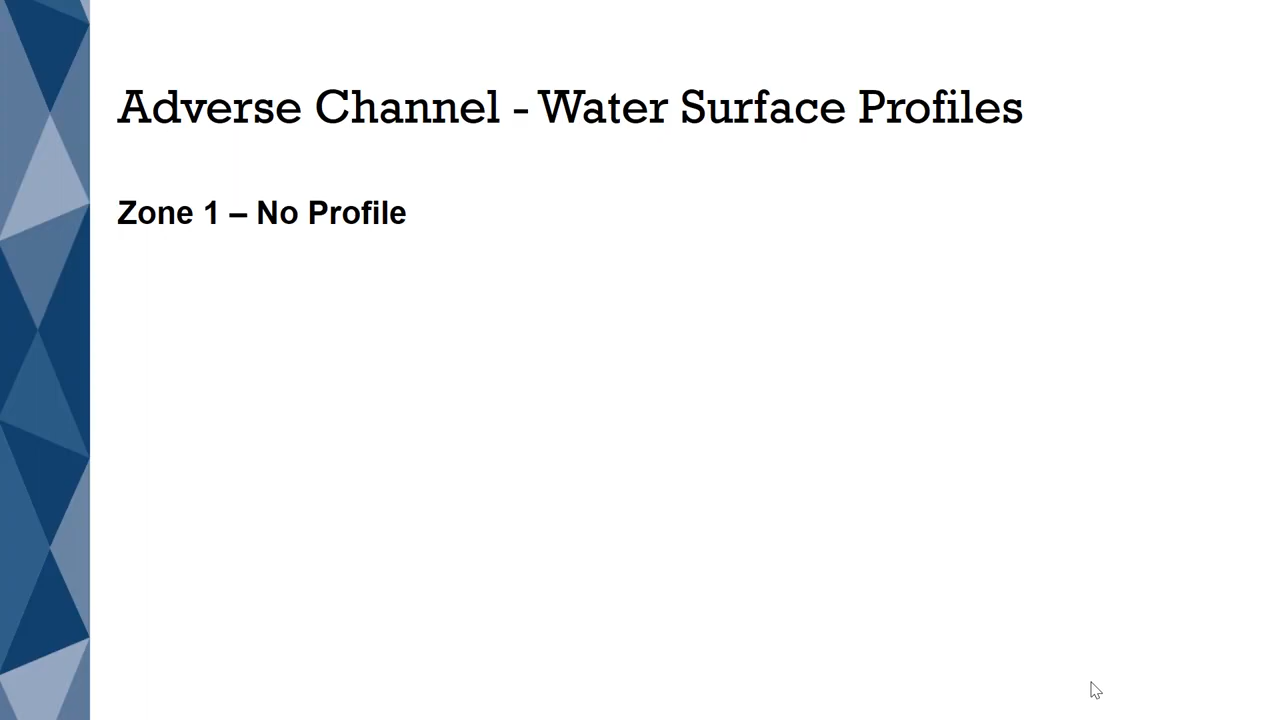 Adverse Channel - Water Surface Profiles
Zone 1 – No Profile